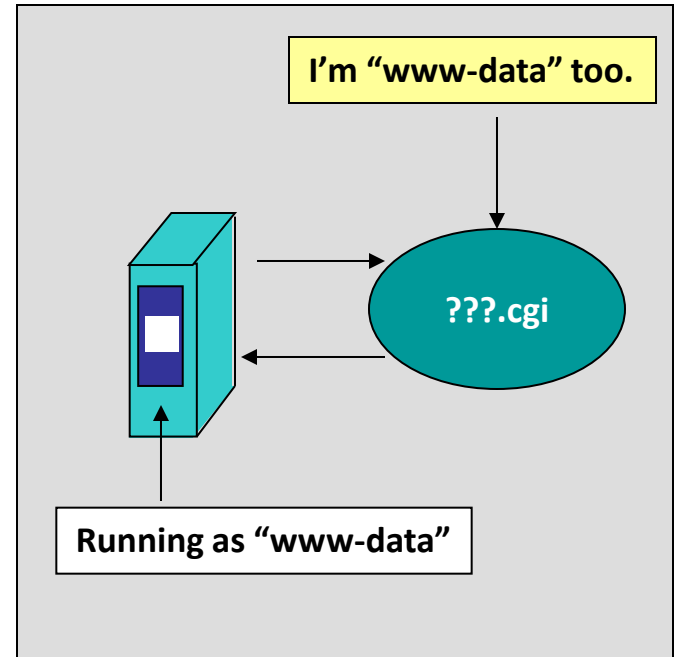 I’m “www-data” too.
???.cgi
Running as “www-data”